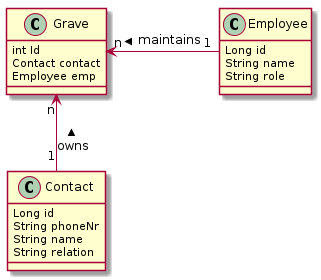 C Grave
int Id
Contact contact
Employee emp
n ◄ maintains 1
C Employee
Long id
String name
String role
n
▲
owns
1
C Contact
Long id
String phoneNr
String name
String relation